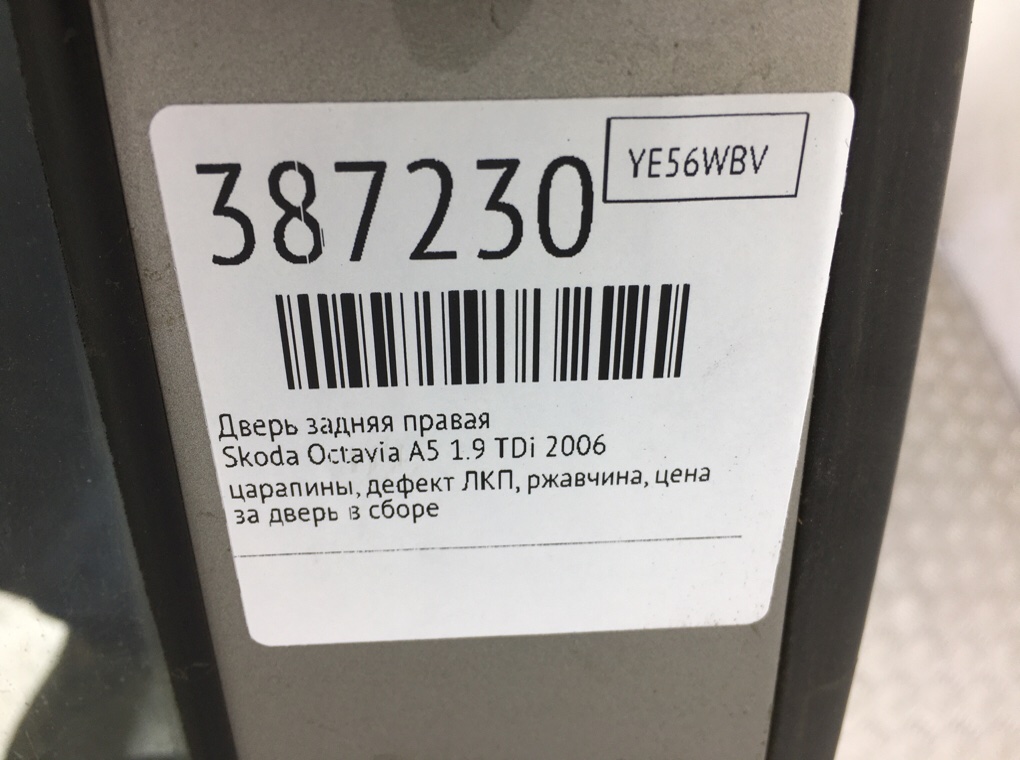 387230
YE56WBV
Дверь задняя правая
Skoda Octavia A5 1.9 TDi 2006
царапины, дефект ЛКП, ржавчина, цена
за дверь в сборе